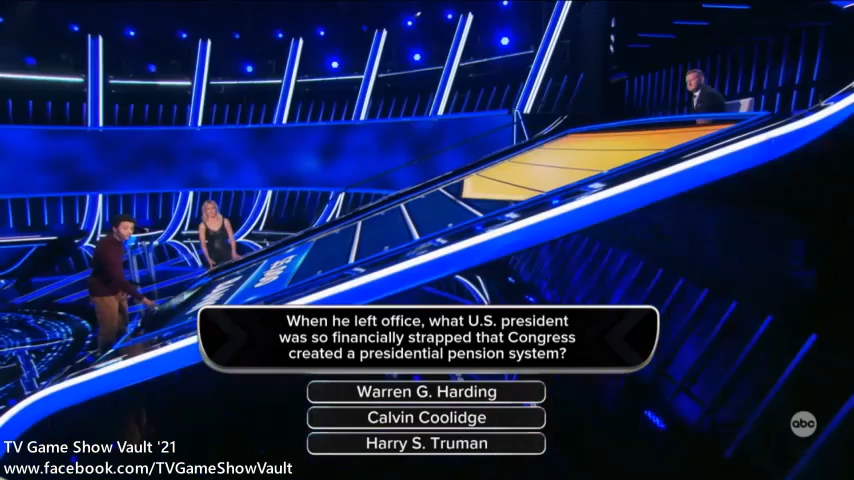 When he left office, what U.S. president
was so financially strapped that Congress
created a presidential pension system?
Warren G. Harding
Calvin Coolidge
Harry S. Truman
abc
TV Game Show Vault '21
www.facebook.com/TVGameShowVault